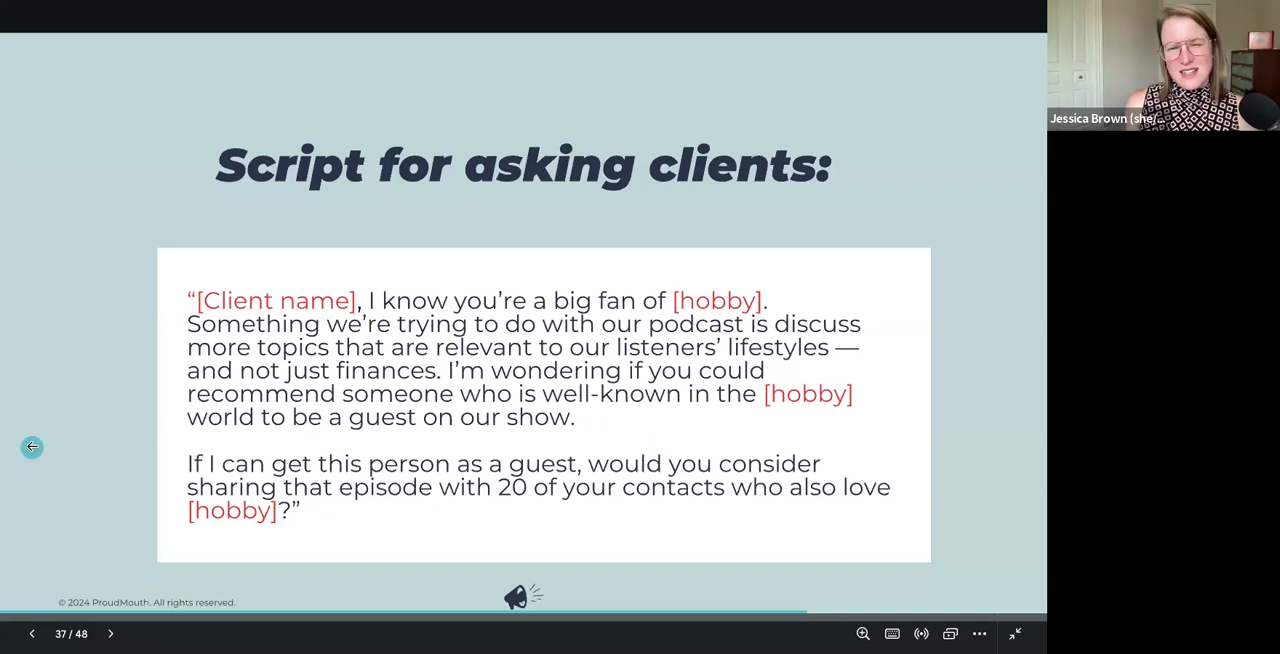 Script for asking clients:
“[Client name], I know you’re a big fan of [hobby].
Something we’re trying to do with our podcast is discuss
more topics that are relevant to our listeners’ lifestyles —
and not just finances. I’m wondering if you could
recommend someone who is well-known in the [hobby]
world to be a guest on our show.
If I can get this person as a guest, would you consider
sharing that episode with 20 of your contacts who also love
[hobby]?”
© 2024 ProudMouth. All rights reserved.
37 / 48
Jessica Brown (she/...